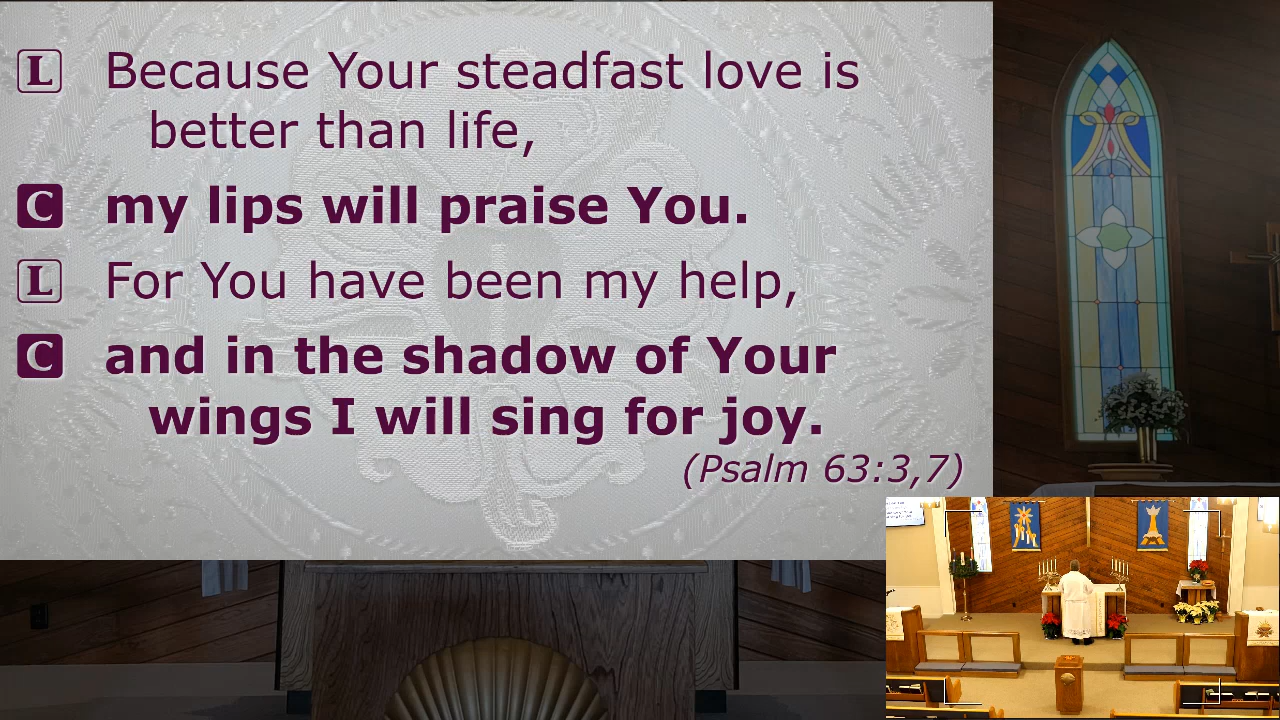 L Because Your steadfast love is
better than life,
C my lips will praise You.
L For You have been my help,
C and in the shadow of Your
wings I will sing for joy.
(Psalm 63:3,7)